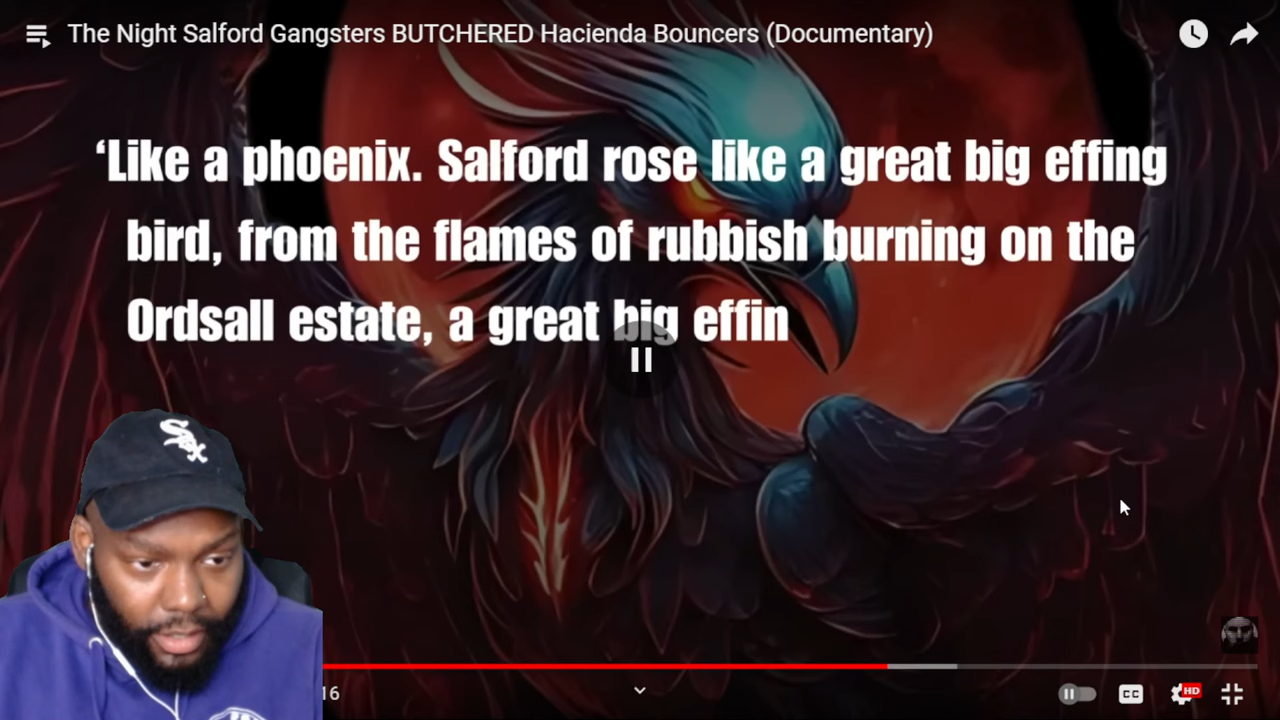 The Night Salford Gangsters BUTCHERED Hacienda Bouncers (Documentary)
‘Like a phoenix. Salford rose like a great big effing
bird, from the flames of rubbish burning on the
Ordsall estate, a great big effin
Sox
16
CC
HD